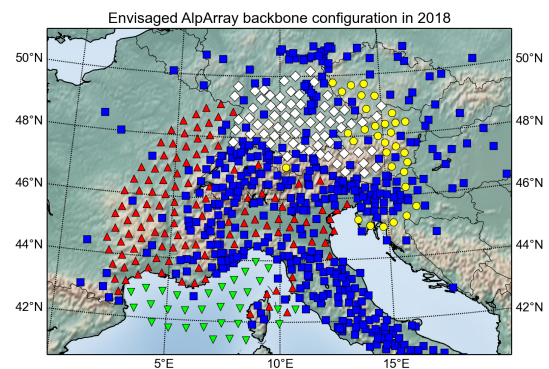 Envisaged AlpArray backbone configuration in 2018
50°N 50°N
48°N 48°N
46°N 46°N
44°N 44°N
42°N 42°N
5°E 10°E 15°E